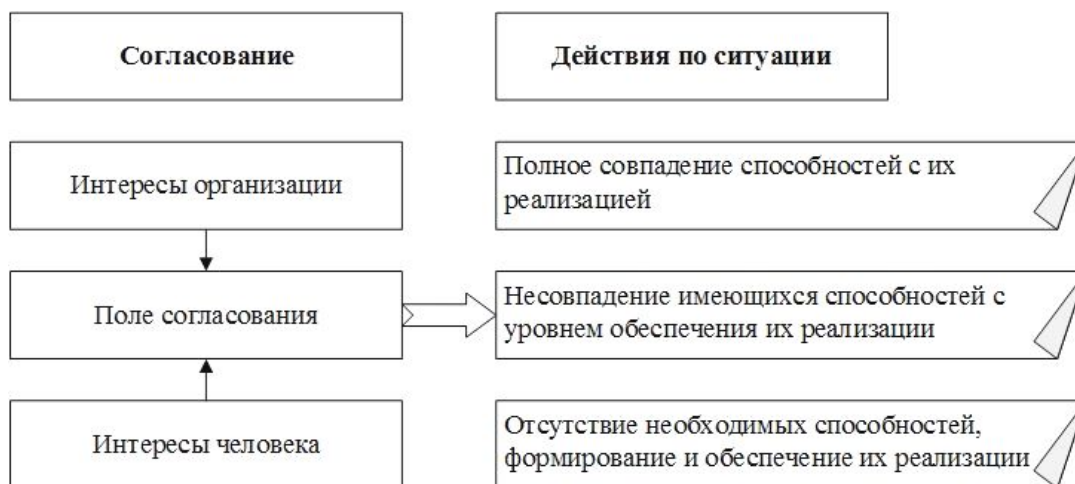 Согласование
Действия по ситуации
Интересы организации
Полное совпадение способностей с их
реализацией
Поле согласования
Несовпадение имеющихся способностей с
уровнем обеспечения их реализации
Интересы человека
Отсутствие необходимых способностей,
формирование и обеспечение их реализации